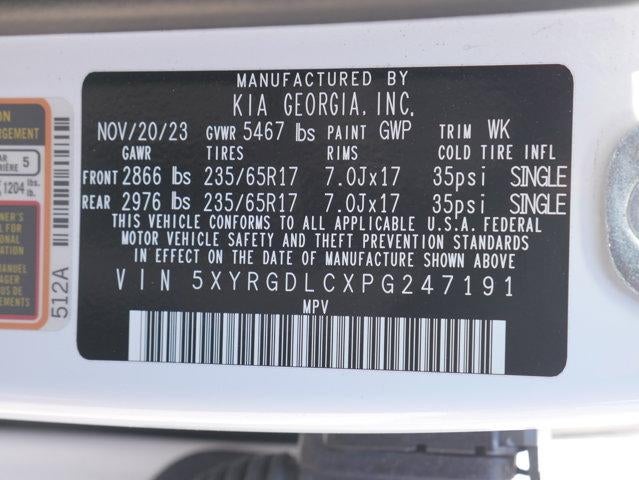 MANUFACTURED BY
KIA GEORGIA, INC.
NOV/20/23 GVWR 5467 lbs PAINT GWP TRIM WK
GAWR TIRES RIMS COLD TIRE INFL
FRONT 2866 lbs 235/65R17 7.0Jx17 35psi SINGLE
REAR 2976 lbs 235/65R17 7.0Jx17 35psi SINGLE
THIS VEHICLE CONFORMS TO ALL APPLICABLE U.S.A. FEDERAL
MOTOR VEHICLE SAFETY AND THEFT PREVENTION STANDARDS
IN EFFECT ON THE DATE OF MANUFACTURE SHOWN ABOVE
VIN 5XYRGDLCXPG247191
MPV
512A
5
1204 lbs.